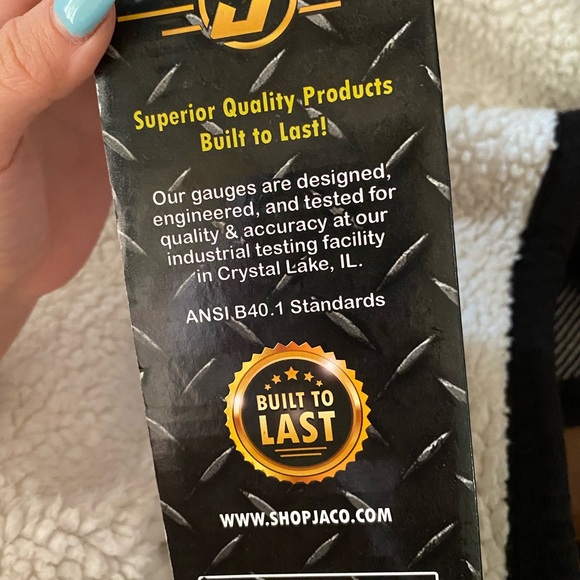 Superior Quality Products
Built to Last!
Our gauges are designed,
engineered, and tested for
quality & accuracy at our
industrial testing facility
in Crystal Lake, IL.
ANSI.B40.1 Standards
BUILT TO
LAST
WWW.SHOPJACO.COM